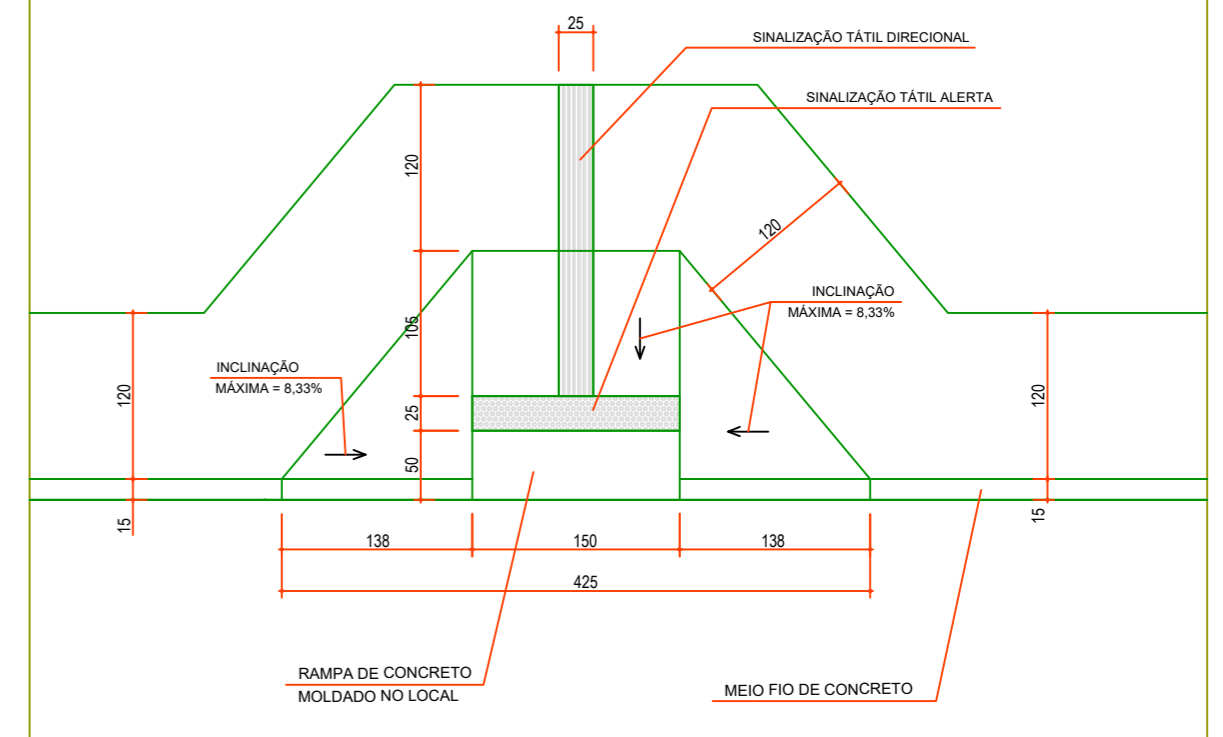 25
SINALIZAÇÃO TÁTIL DIRECIONAL
SINALIZAÇÃO TÁTIL ALERTA
120
120
INCLINAÇÃO
MÁXIMA = 8,33%
105
INCLINAÇÃO
MÁXIMA = 8,33%
120
25
120
50
15
15
138
150
138
425
RAMPA DE CONCRETO
MOLDADO NO LOCAL
MEIO FIO DE CONCRETO